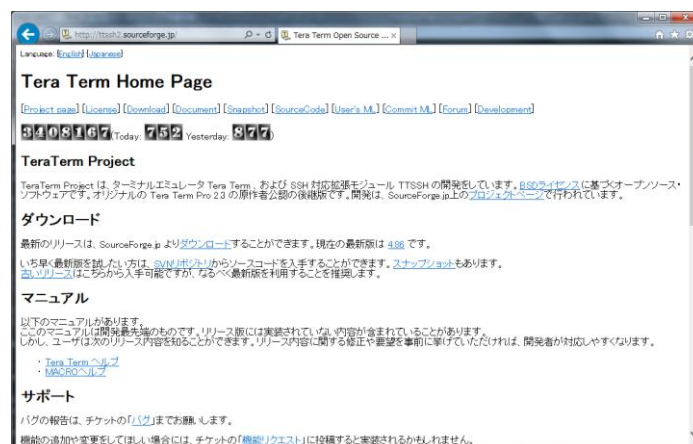 http://ttssh2.sourceforge.jp/
Tera Term Open Source ... ×
Language: [English] [Japanese]
Tera Term Home Page
[Project page] [License] [Download] [Document] [Snapshot] [SourceCode] [User's ML] [Commit ML] [Forum] [Development]
3408167(Today: 752 Yesterday: 877)
TeraTerm Project
TeraTerm Project は、ターミナルエミュレータ Tera Term 、および SSH 対応拡張モジュール TTSSH の開発をしています。BSDライセンスに基づくオープンソース・
ソフトウェアです。オリジナルの Tera Term Pro 2.3 の原作者公認の後継版です。開発は、SourceForge.jp上のプロジェクトページで行われています。
ダウンロード
最新のリリースは、SourceForge.jp よりダウンロードすることができます。現在の最新版は 4.86 です。
いち早く最新版を試したい方は、SVNリポジトリからソースコードを入手することができます。スナップショットもあります。
古いリリースはこちらから入手可能ですが、なるべく最新版を利用することを推奨します。
マニュアル
以下のマニュアルがあります。
ここのマニュアルは開発最先端のものです。リリース版には実装されていない内容が含まれていることがあります。
しかし、ユーザは次のリリース内容を知ることができます。リリース内容に関する修正や要望を事前に挙げていただければ、開発者が対応しやすくなります。
・ Tera Term ヘルプ
・ MACROヘルプ
サポート
バグの報告は、チケットの「バグ」までお願いします。
機能の追加や変更をしてほしい場合には、チケットの「機能リクエスト」に投稿すると実装されるかもしれません。